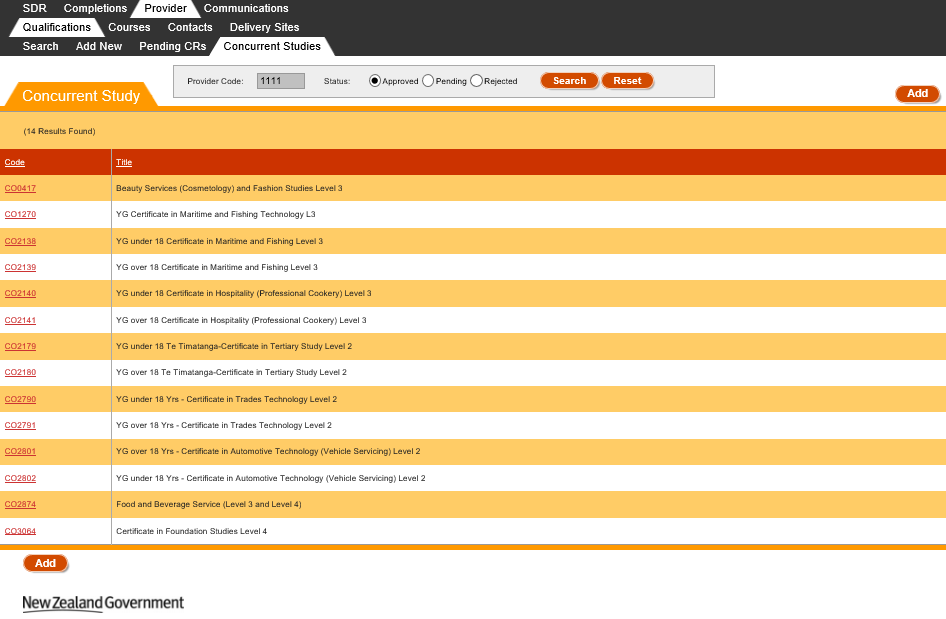 SDR Completions Provider Communications
Qualifications Courses Contacts Delivery Sites
Search Add New Pending CRs Concurrent Studies
Provider Code: 1111 Status: Approved Pending Rejected Search Reset
Concurrent Study
Add
(14 Results Found)
Code Title
CO0417 Beauty Services (Cosmetology) and Fashion Studies Level 3
CO1270 YG Certificate in Maritime and Fishing Technology L3
CO2138 YG under 18 Certificate in Maritime and Fishing Level 3
CO2139 YG over 18 Certificate in Maritime and Fishing Level 3
CO2140 YG under 18 Certificate in Hospitality (Professional Cookery) Level 3
CO2141 YG over 18 Certificate in Hospitality (Professional Cookery) Level 3
CO2179 YG under 18 Te Timatanga-Certificate in Tertiary Study Level 2
CO2180 YG over 18 Te Timatanga-Certificate in Tertiary Study Level 2
CO2790 YG under 18 Yrs - Certificate in Trades Technology Level 2
CO2791 YG over 18 Yrs - Certificate in Trades Technology Level 2
CO2801 YG over 18 Yrs - Certificate in Automotive Technology (Vehicle Servicing) Level 2
CO2802 YG under 18 Yrs - Certificate in Automotive Technology (Vehicle Servicing) Level 2
CO2874 Food and Beverage Service (Level 3 and Level 4)
CO3064 Certificate in Foundation Studies Level 4
Add
New Zealand Government